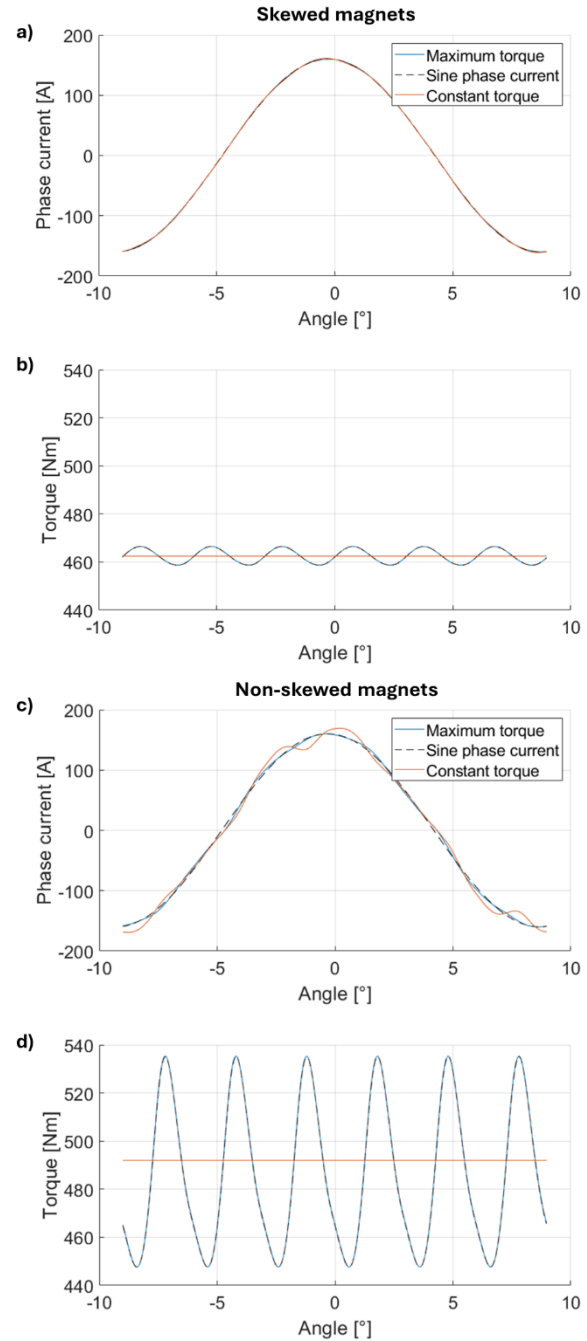 Skewed magnets
a)
200
100
0
-100
-200
Phase current [A]
Maximum torque
Sine phase current
Constant torque
-10 -5 0 5 10
Angle [°]
b)
540
520
500
480
460
440
Torque [Nm]
-10 -5 0 5 10
Angle [°]
Non-skewed magnets
c)
200
100
0
-100
-200
Phase current [A]
Maximum torque
Sine phase current
Constant torque
-10 -5 0 5 10
Angle [°]
d)
540
520
500
480
460
440
Torque [Nm]
-10 -5 0 5 10
Angle [°]